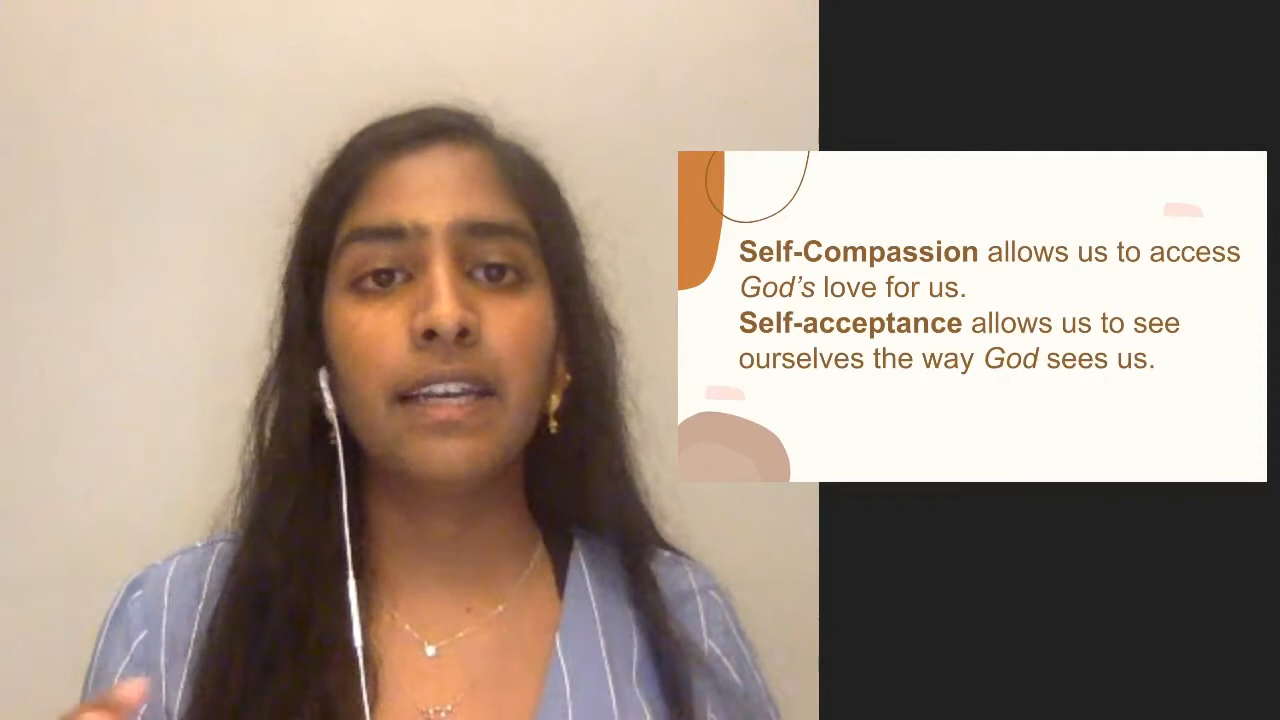 Self-Compassion allows us to access
God’s love for us.
Self-acceptance allows us to see
ourselves the way God sees us.